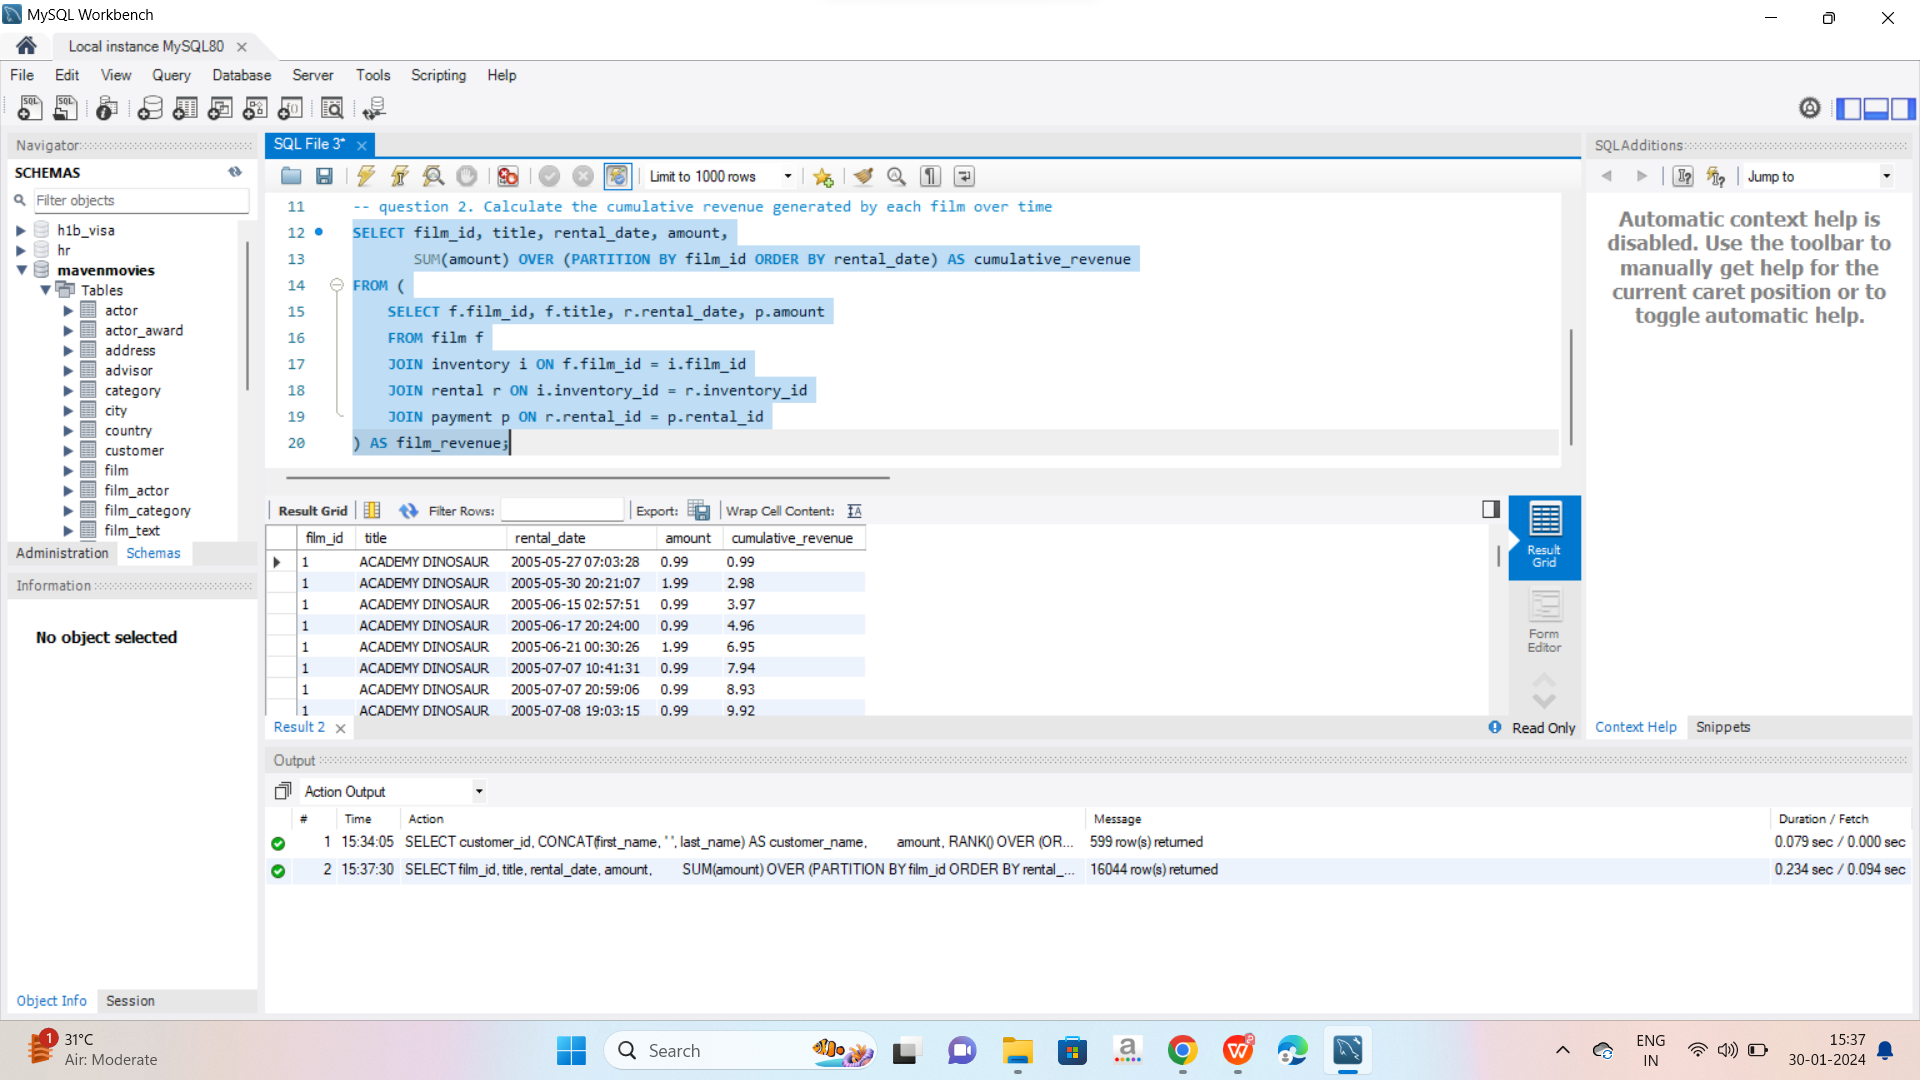 MySQL Workbench
Local instance MySQL80
File Edit View Query Database Server Tools Scripting Help
Navigator
SCHEMAS
Filter objects
h1b_visa
hr
mavenmovies
Tables
actor
actor_award
address
advisor
category
city
country
customer
film
film_actor
film_category
film_text
Administration Schemas
Information
No object selected
Object Info Session
SQL File 3*
Limit to 1000 rows
11 -- question 2. Calculate the cumulative revenue generated by each film over time
12 SELECT film_id, title, rental_date, amount,
13 SUM(amount) OVER (PARTITION BY film_id ORDER BY rental_date) AS cumulative_revenue
14 FROM (
15 SELECT f.film_id, f.title, r.rental_date, p.amount
16 FROM film f
17 JOIN inventory i ON f.film_id = i.film_id
18 JOIN rental r ON i.inventory_id = r.inventory_id
19 JOIN payment p ON r.rental_id = p.rental_id
20 ) AS film_revenue;
Result Grid Filter Rows: Export: Wrap Cell Content:
film_id title rental_date amount cumulative_revenue
1 ACADEMY DINOSAUR 2005-05-27 07:03:28 0.99 0.99
1 ACADEMY DINOSAUR 2005-05-30 20:21:07 1.99 2.98
1 ACADEMY DINOSAUR 2005-06-15 02:57:51 0.99 3.97
1 ACADEMY DINOSAUR 2005-06-17 20:24:00 0.99 4.96
1 ACADEMY DINOSAUR 2005-06-21 00:30:26 1.99 6.95
1 ACADEMY DINOSAUR 2005-07-07 10:41:31 0.99 7.94
1 ACADEMY DINOSAUR 2005-07-07 20:59:06 0.99 8.93
1 ACADEMY DINOSAUR 2005-07-08 19:03:15 0.99 9.92
Result Grid
Form Editor
Result 2
Read Only
SQLAdditions
Jump to
Automatic context help is
disabled. Use the toolbar to
manually get help for the
current caret position or to
toggle automatic help.
Context Help Snippets
Output
Action Output
# Time Action Message Duration / Fetch
1 15:34:05 SELECT customer_id, CONCAT(first_name, ' ', last_name) AS customer_name, amount, RANK() OVER (OR... 599 row(s) returned 0.079 sec / 0.000 sec
2 15:37:30 SELECT film_id, title, rental_date, amount, SUM(amount) OVER (PARTITION BY film_id ORDER BY rental_... 16044 row(s) returned 0.234 sec / 0.094 sec
1
31°C
Air: Moderate
Search
ENG
IN
15:37
30-01-2024